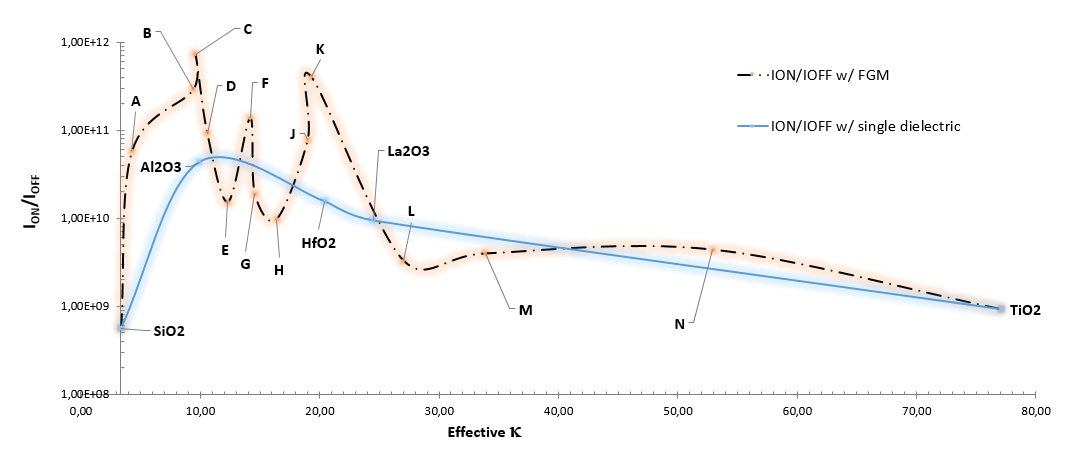 C
B
1,00E+12
K
ION/IOFF w/ FGM
D
F
A
1,00E+11
ION/IOFF w/ single dielectric
J
Al2O3
La2O3
ION/IOFF
1,00E+10
L
HfO2
E
G
H
1,00E+09
M
TiO2
N
SiO2
1,00E+08
0,00 10,00 20,00 30,00 40,00 50,00 60,00 70,00 80,00
Effective K